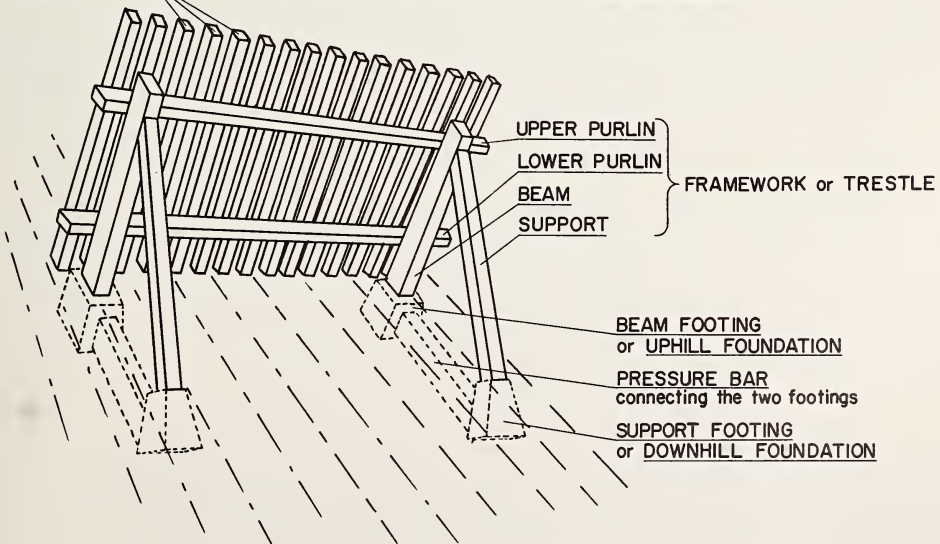 UPPER PURLIN
LOWER PURLIN
BEAM
SUPPORT
FRAMEWORK or TRESTLE
BEAM FOOTING
or UPHILL FOUNDATION
PRESSURE BAR
connecting the two footings
SUPPORT FOOTING
or DOWNHILL FOUNDATION